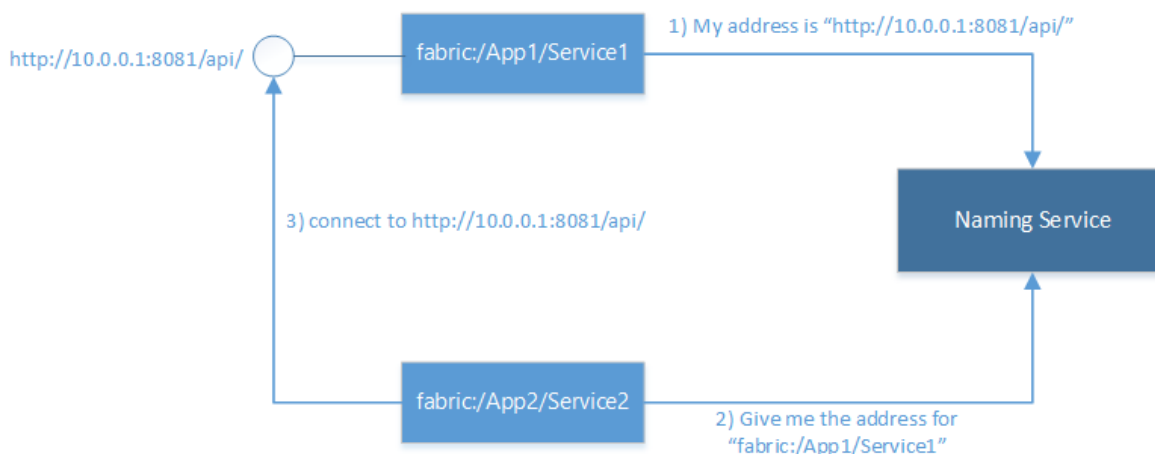 1) My address is “http://10.0.0.1:8081/api/”
http://10.0.0.1:8081/api/
fabric:/App1/Service1
3) connect to http://10.0.0.1:8081/api/
Naming Service
fabric:/App2/Service2
2) Give me the address for
“fabric:/App1/Service1”